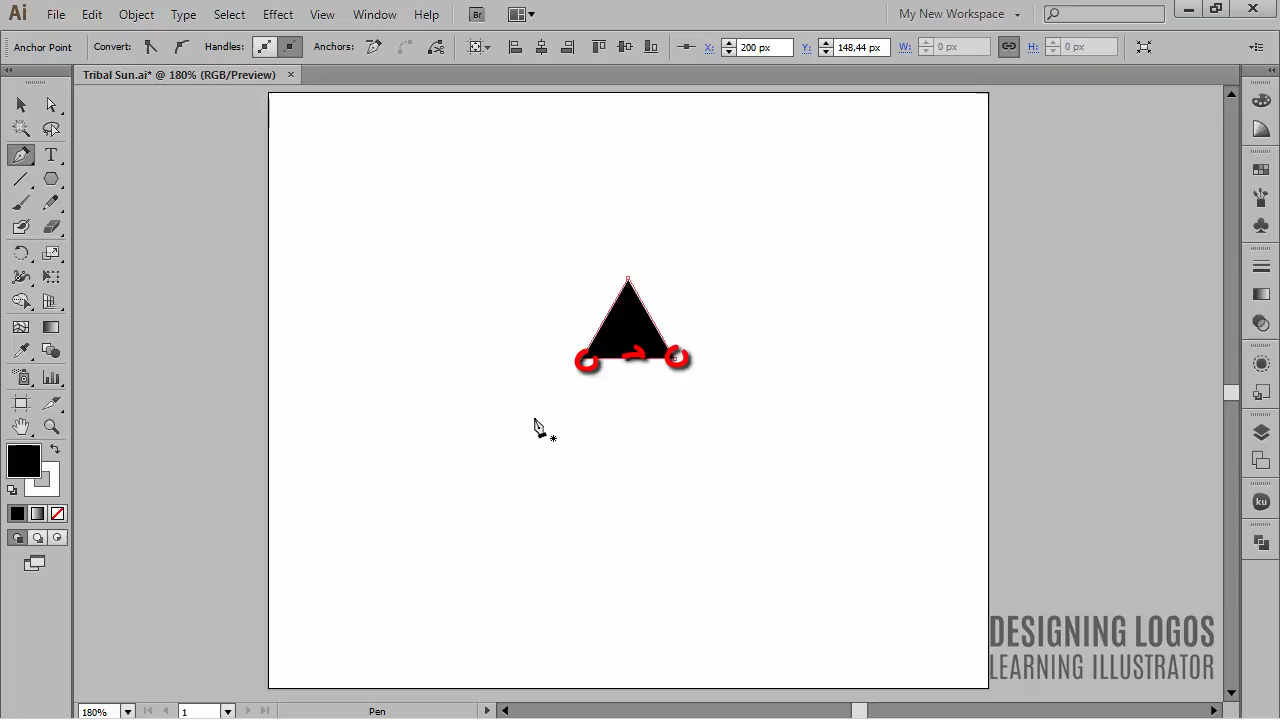 Ai File Edit Object Type Select Effect View Window Help Br My New Workspace
Anchor Point Convert: Handles: Anchors: X: 200 px Y: 148,44 px W: 0 px H: 0 px
Tribal Sun.ai* @ 180% (RGB/Preview) ×
T
ku
DESIGNING LOGOS
LEARNING ILLUSTRATOR
180% 1 Pen